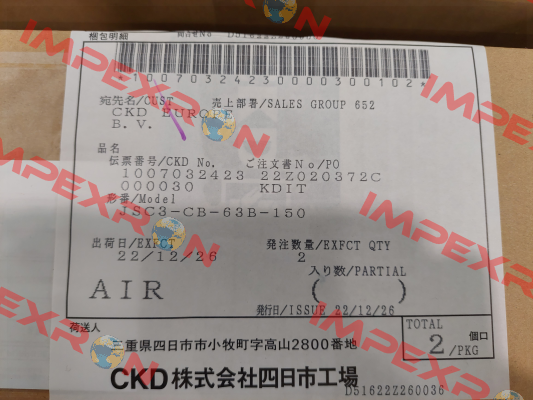 梱包明細
*10070324230000300102*
宛先名/CUST 売上部署/SALES GROUP 652
CKD EUROPE
B.V.
品名
伝票番号/CKD No. ご注文書No/PO
1007032423 22Z020372C
000030 KDIT
形番/Model
JSC3-CB-63B-150
出荷日/EXFCT 発注数量/EXFCT QTY
22/12/26 2
入り数/PARTIAL
AIR ( )
発行日/ISSUE 22/12/26
荷送人 TOTAL 個口
2/PKG
三重県四日市市小牧町字高山2800番地
CKD株式会社四日市工場
D51622Z260036
IMPEXRON